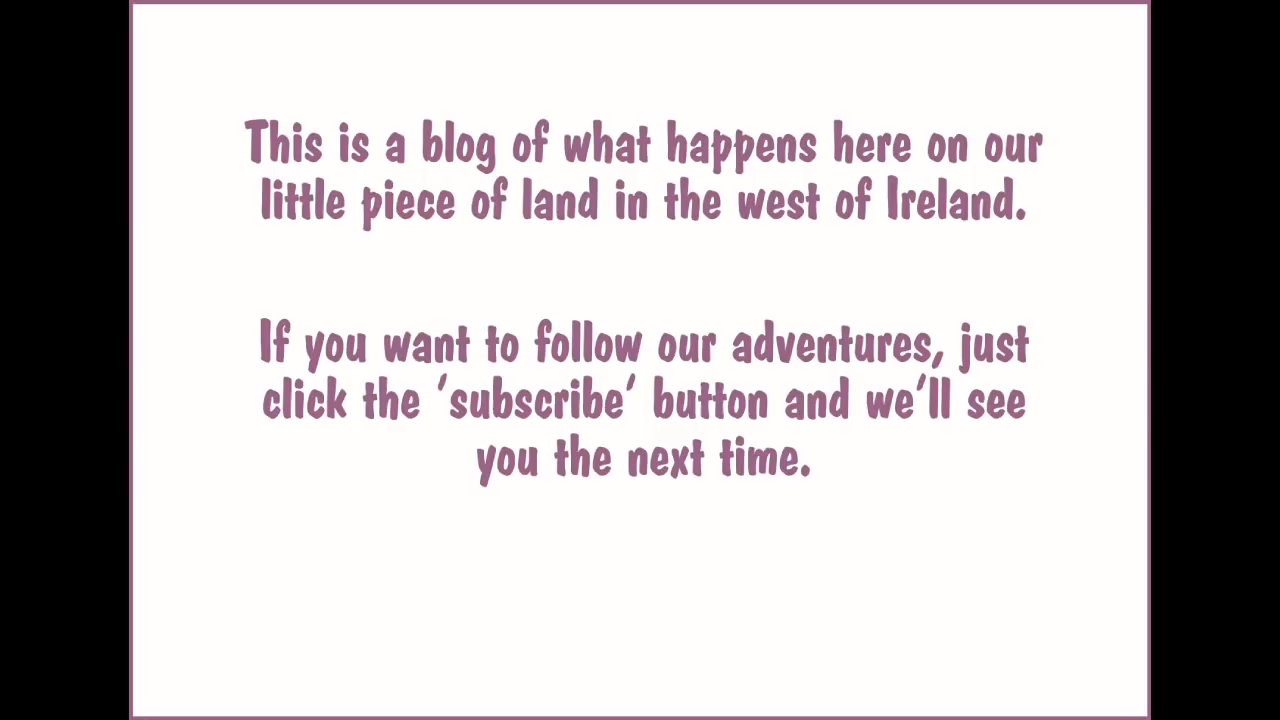 This is a blog of what happens here on our
little piece of land in the west of Ireland.
If you want to follow our adventures, just
click the ‘subscribe’ button and we’ll see
you the next time.